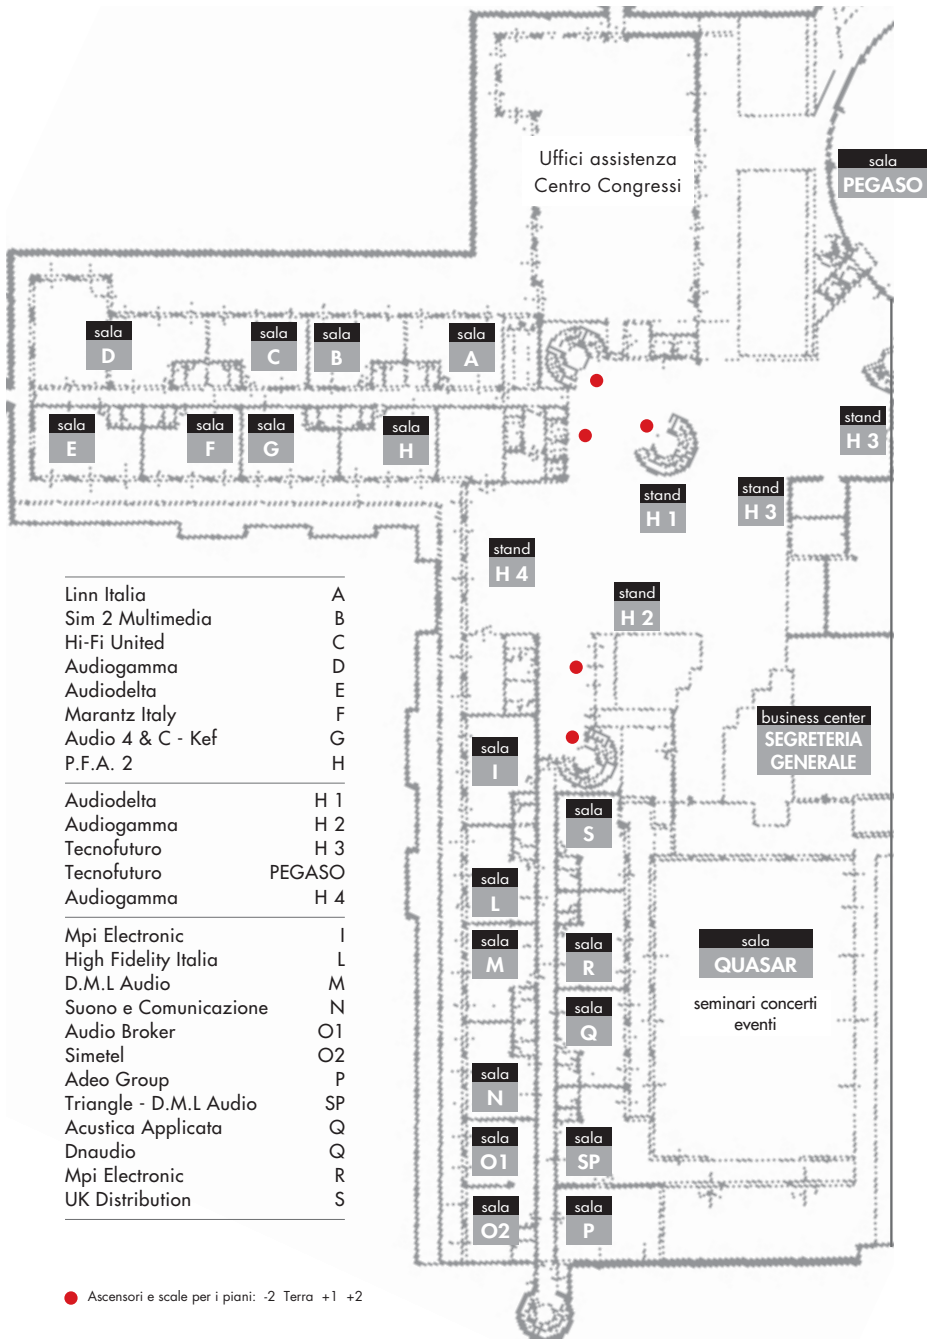 Uffici assistenza
Centro Congressi
sala
PEGASO
sala
D
sala
C
sala
B
sala
A
sala
E
sala
F
sala
G
sala
H
stand
H 3
stand
H 1
stand
H 3
stand
H 4
stand
H 2
Linn Italia A
Sim 2 Multimedia B
Hi-Fi United C
Audiogamma D
Audiodelta E
Marantz Italy F
Audio 4 & C - Kef G
P.F.A. 2 H
Audiodelta H 1
Audiogamma H 2
Tecnofuturo H 3
Tecnofuturo PEGASO
Audiogamma H 4
Mpi Electronic I
High Fidelity Italia L
D.M.L Audio M
Suono e Comunicazione N
Audio Broker O1
Simetel O2
Adeo Group P
Triangle - D.M.L Audio SP
Acustica Applicata Q
Dnaudio Q
Mpi Electronic R
UK Distribution S
business center
SEGRETERIA
GENERALE
sala
I
sala
S
sala
L
sala
M
sala
R
sala
QUASAR
seminari concerti
eventi
sala
Q
sala
N
sala
O1
sala
SP
sala
O2
sala
P
Ascensori e scale per i piani: -2 Terra +1 +2